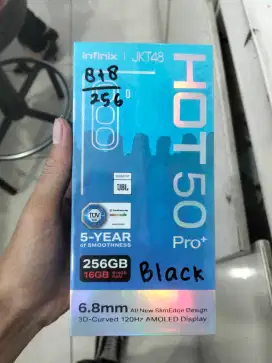 Infinix | JKT48
8+8
256
HOT 50 Pro+
JBL
TÜV
5-YEAR
of SMOOTHNESS
256GB
16GB
Black
6.8mm All New SlimEdge Design
3D-Curved 120Hz AMOLED Display